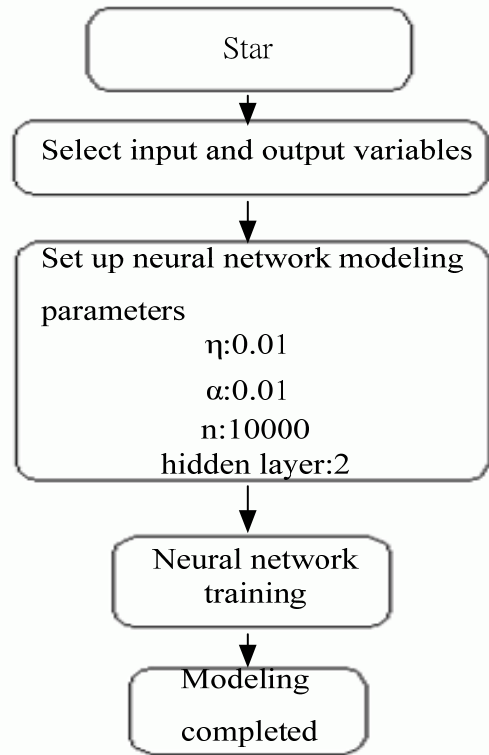 Star
Select input and output variables
Set up neural network modeling
parameters
η:0.01
α:0.01
n:10000
hidden layer:2
Neural network
training
Modeling
completed